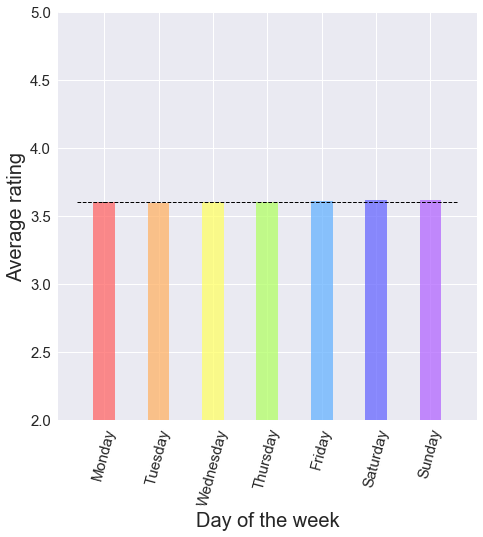 5.0
4.5
4.0
3.5
3.0
2.5
2.0
Average rating
Monday
Tuesday
Wednesday
Thursday
Friday
Saturday
Sunday
Day of the week